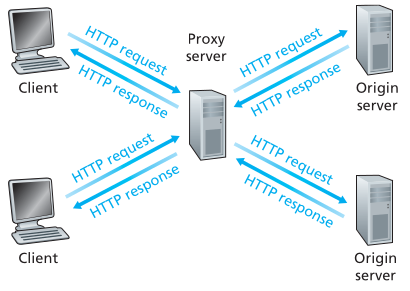 HTTP request
HTTP response
Client
Proxy
server
HTTP request
HTTP response
Origin
server
HTTP request
HTTP response
Client
HTTP request
HTTP response
Origin
server